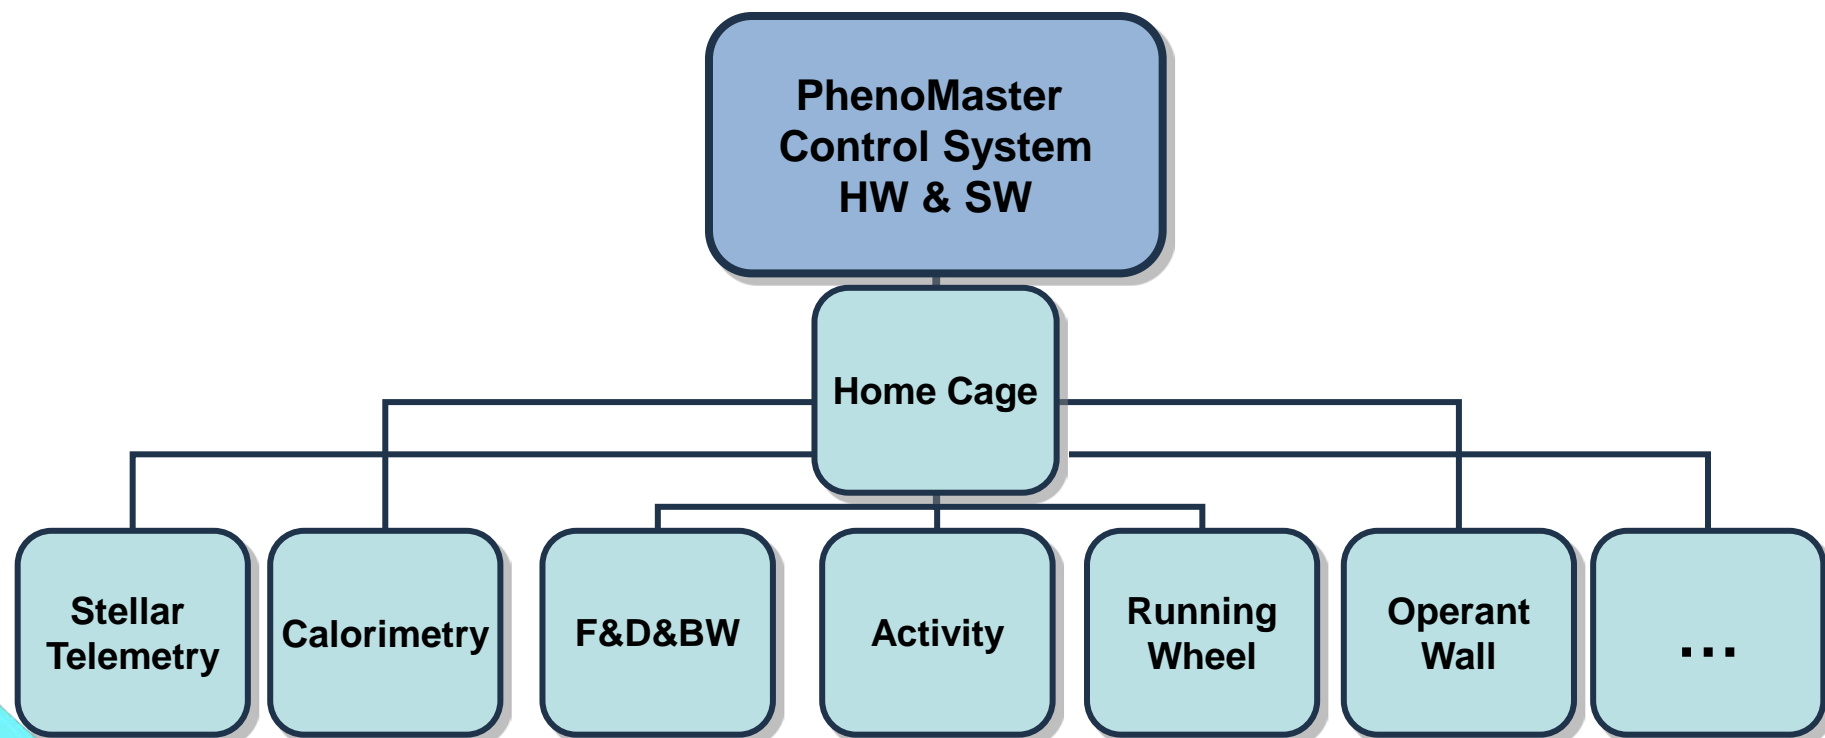 PhenoMaster
Control System
HW & SW
Home Cage
Stellar
Telemetry
Calorimetry
F&D&BW
Activity
Running
Wheel
Operant
Wall
...